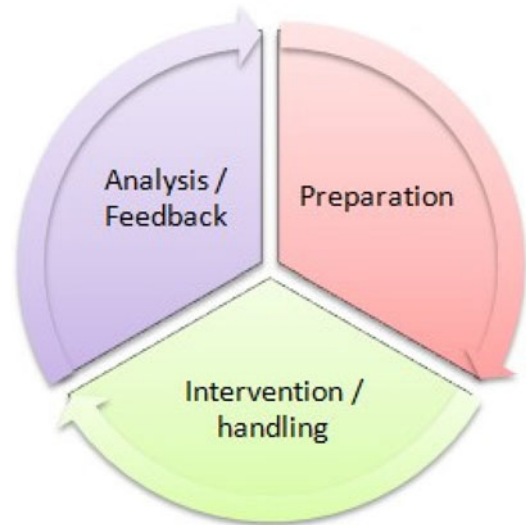 Analysis /
Feedback
Preparation
Intervention /
handling